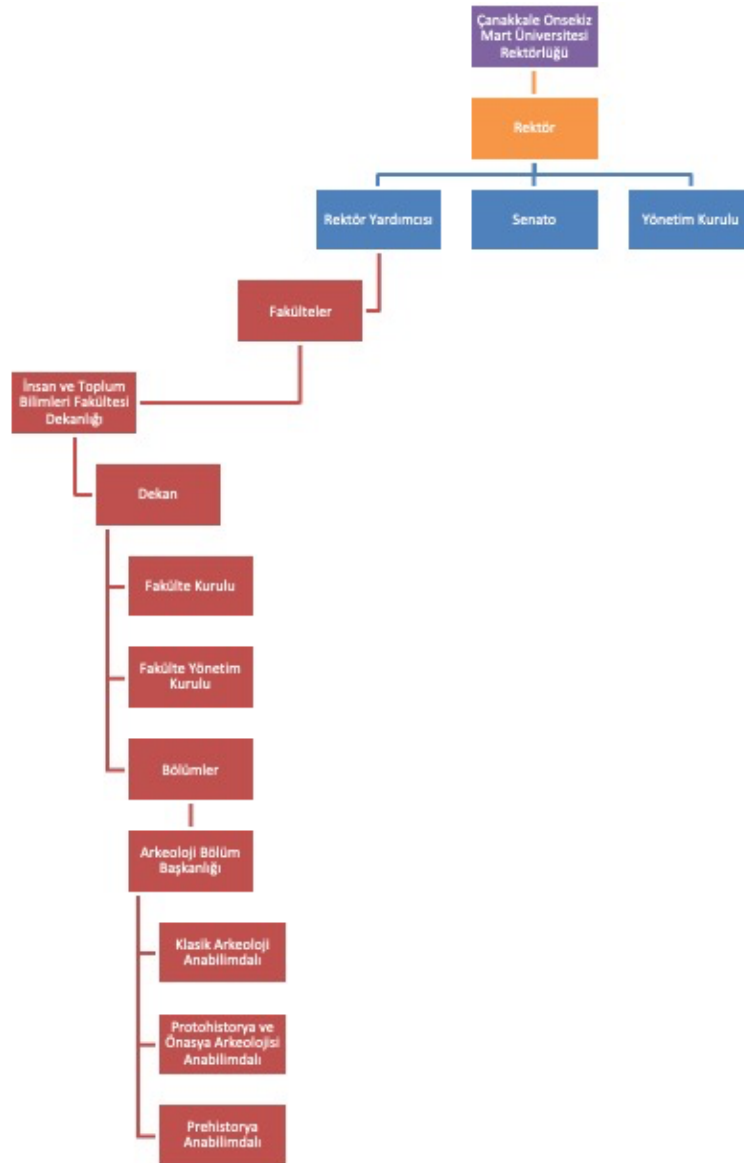 Çanakkale Onsekiz
Mart Üniversitesi
Rektörlüğü
Rektör
Rektör Yardımcısı
Senato
Yönetim Kurulu
Fakülteler
İnsan ve Toplum
Bilimleri Fakültesi
Dekanlığı
Dekan
Fakülte Kurulu
Fakülte Yönetim
Kurulu
Bölümler
Arkeoloji Bölüm
Başkanlığı
Klasik Arkeoloji
Anabilimdalı
Protohistorya ve
Önasya Arkeolojisi
Anabilimdalı
Prehistorya
Anabilimdalı